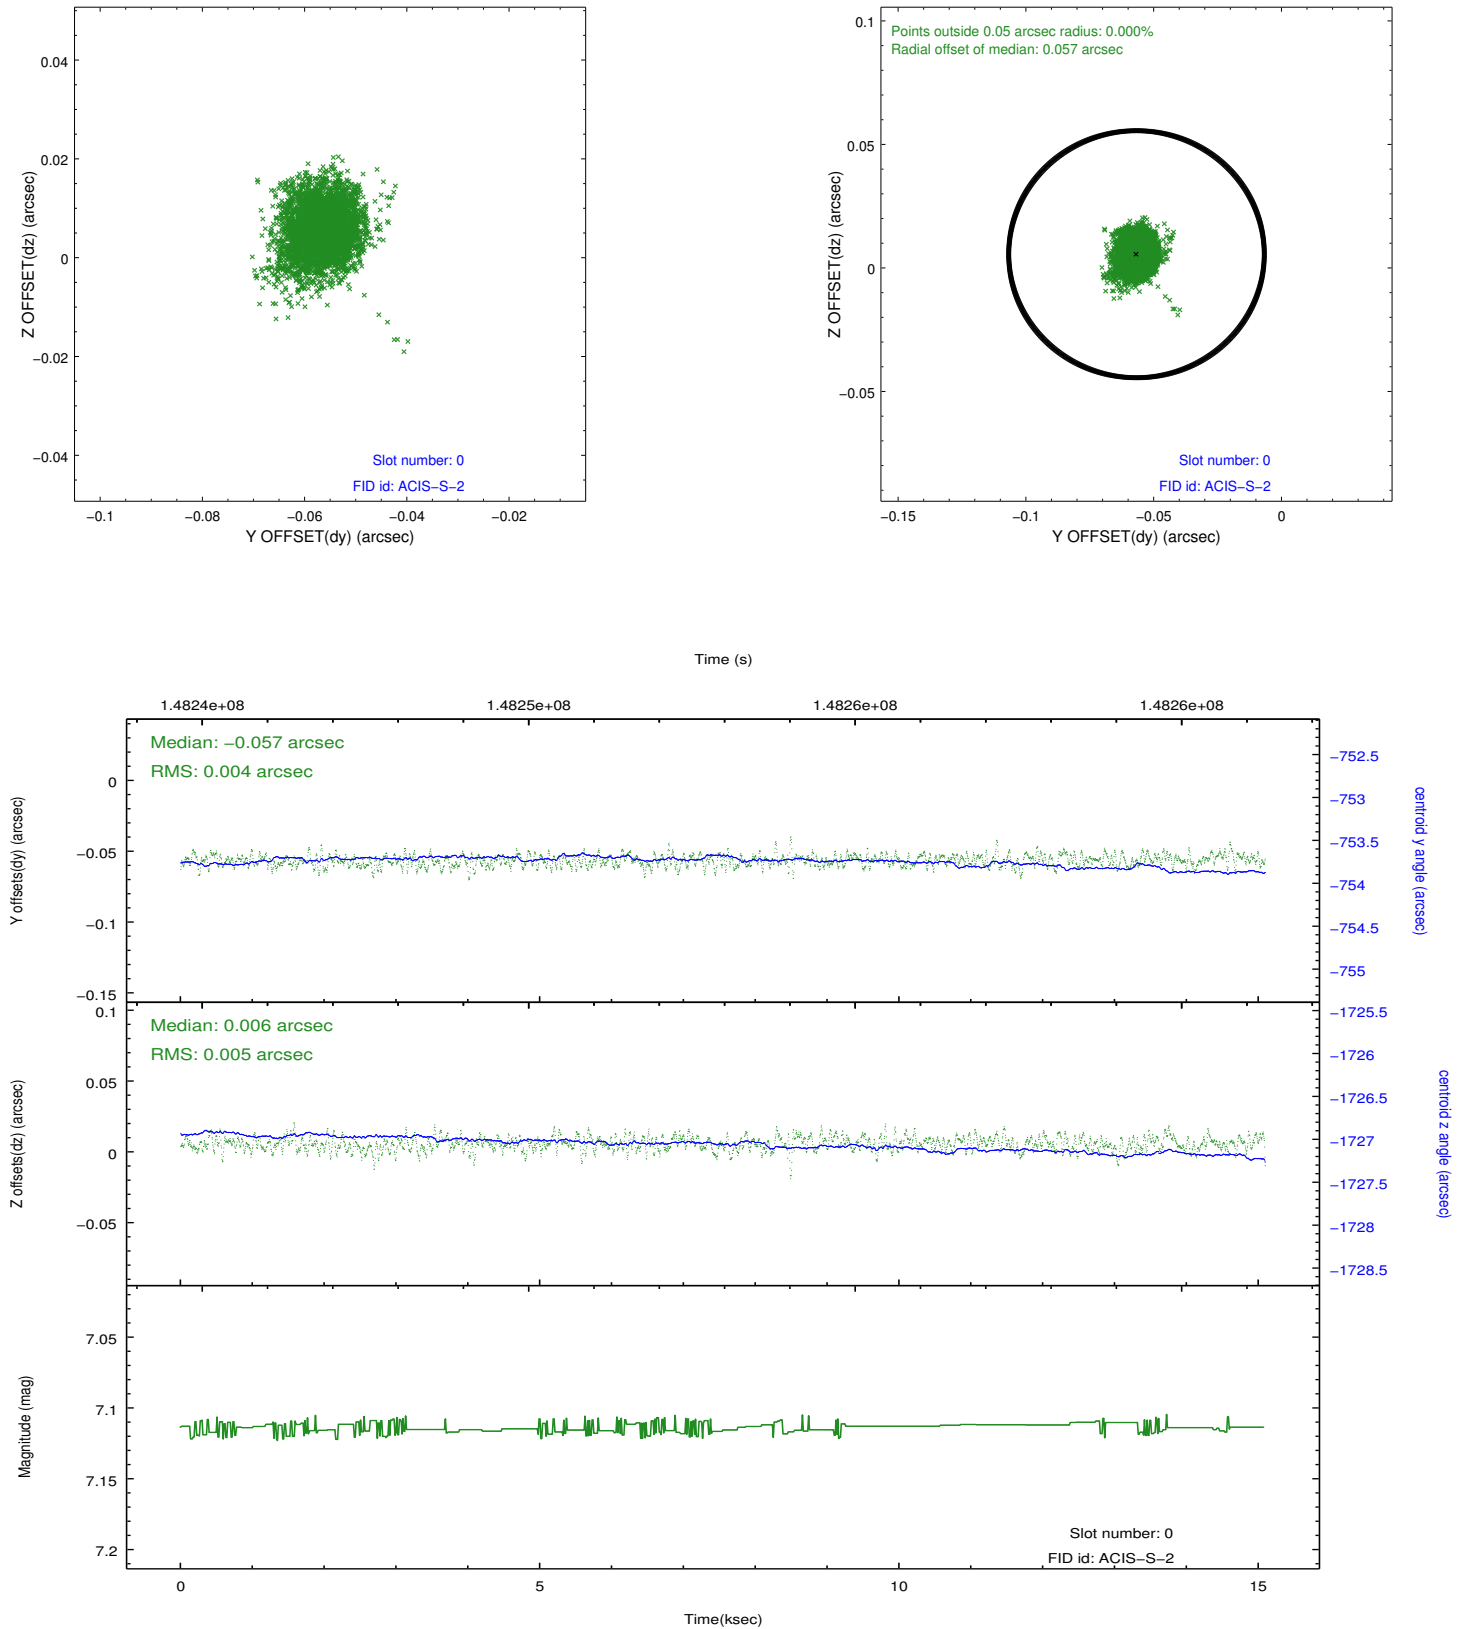 0.04
0.02
0
−0.02
−0.04
Z OFFSET(dz) (arcsec)
Slot number: 0
FID id: ACIS−S−2
−0.1
−0.08
−0.06
−0.04
−0.02
Y OFFSET(dy) (arcsec)
Points outside 0.05 arcsec radius: 0.000%
Radial offset of median: 0.057 arcsec
0.1
0.05
0
−0.05
Z OFFSET(dz) (arcsec)
Slot number: 0
FID id: ACIS−S−2
−0.15
−0.1
−0.05
0
Y OFFSET(dy) (arcsec)
Time (s)
1.4824e+08
1.4825e+08
1.4826e+08
1.4826e+08
Median: −0.057 arcsec
RMS: 0.004 arcsec
0
−0.05
−0.1
−0.15
Y offsets(dy) (arcsec)
−752.5
−753
−753.5
−754
−754.5
−755
centroid y angle (arcsec)
Median: 0.006 arcsec
RMS: 0.005 arcsec
0.1
0.05
0
−0.05
Z offsets(dz) (arcsec)
−1725.5
−1726
−1726.5
−1727
−1727.5
−1728
−1728.5
centroid z angle (arcsec)
7.05
7.1
7.15
7.2
Magnitude (mag)
Slot number: 0
FID id: ACIS−S−2
0
5
10
15
Time(ksec)